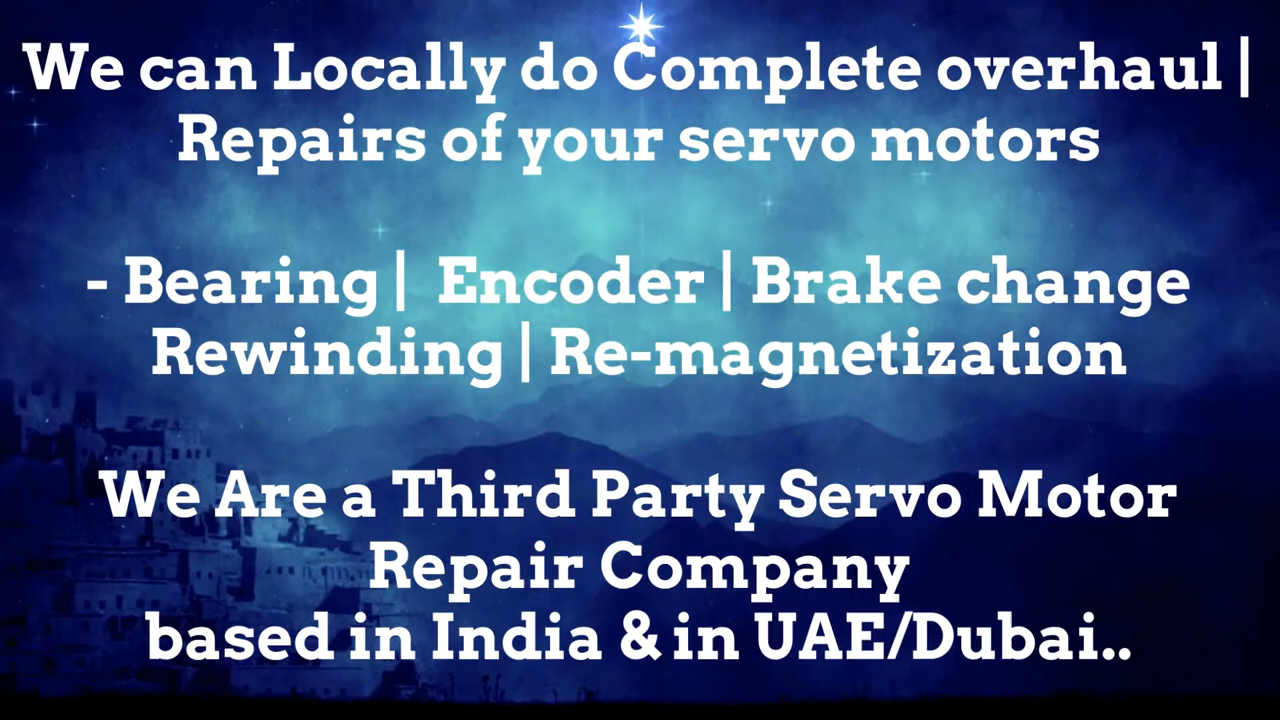 We can Locally do Complete overhaul |
Repairs of your servo motors
- Bearing | Encoder | Brake change
Rewinding | Re-magnetization
We Are a Third Party Servo Motor
Repair Company
based in India & in UAE/Dubai..